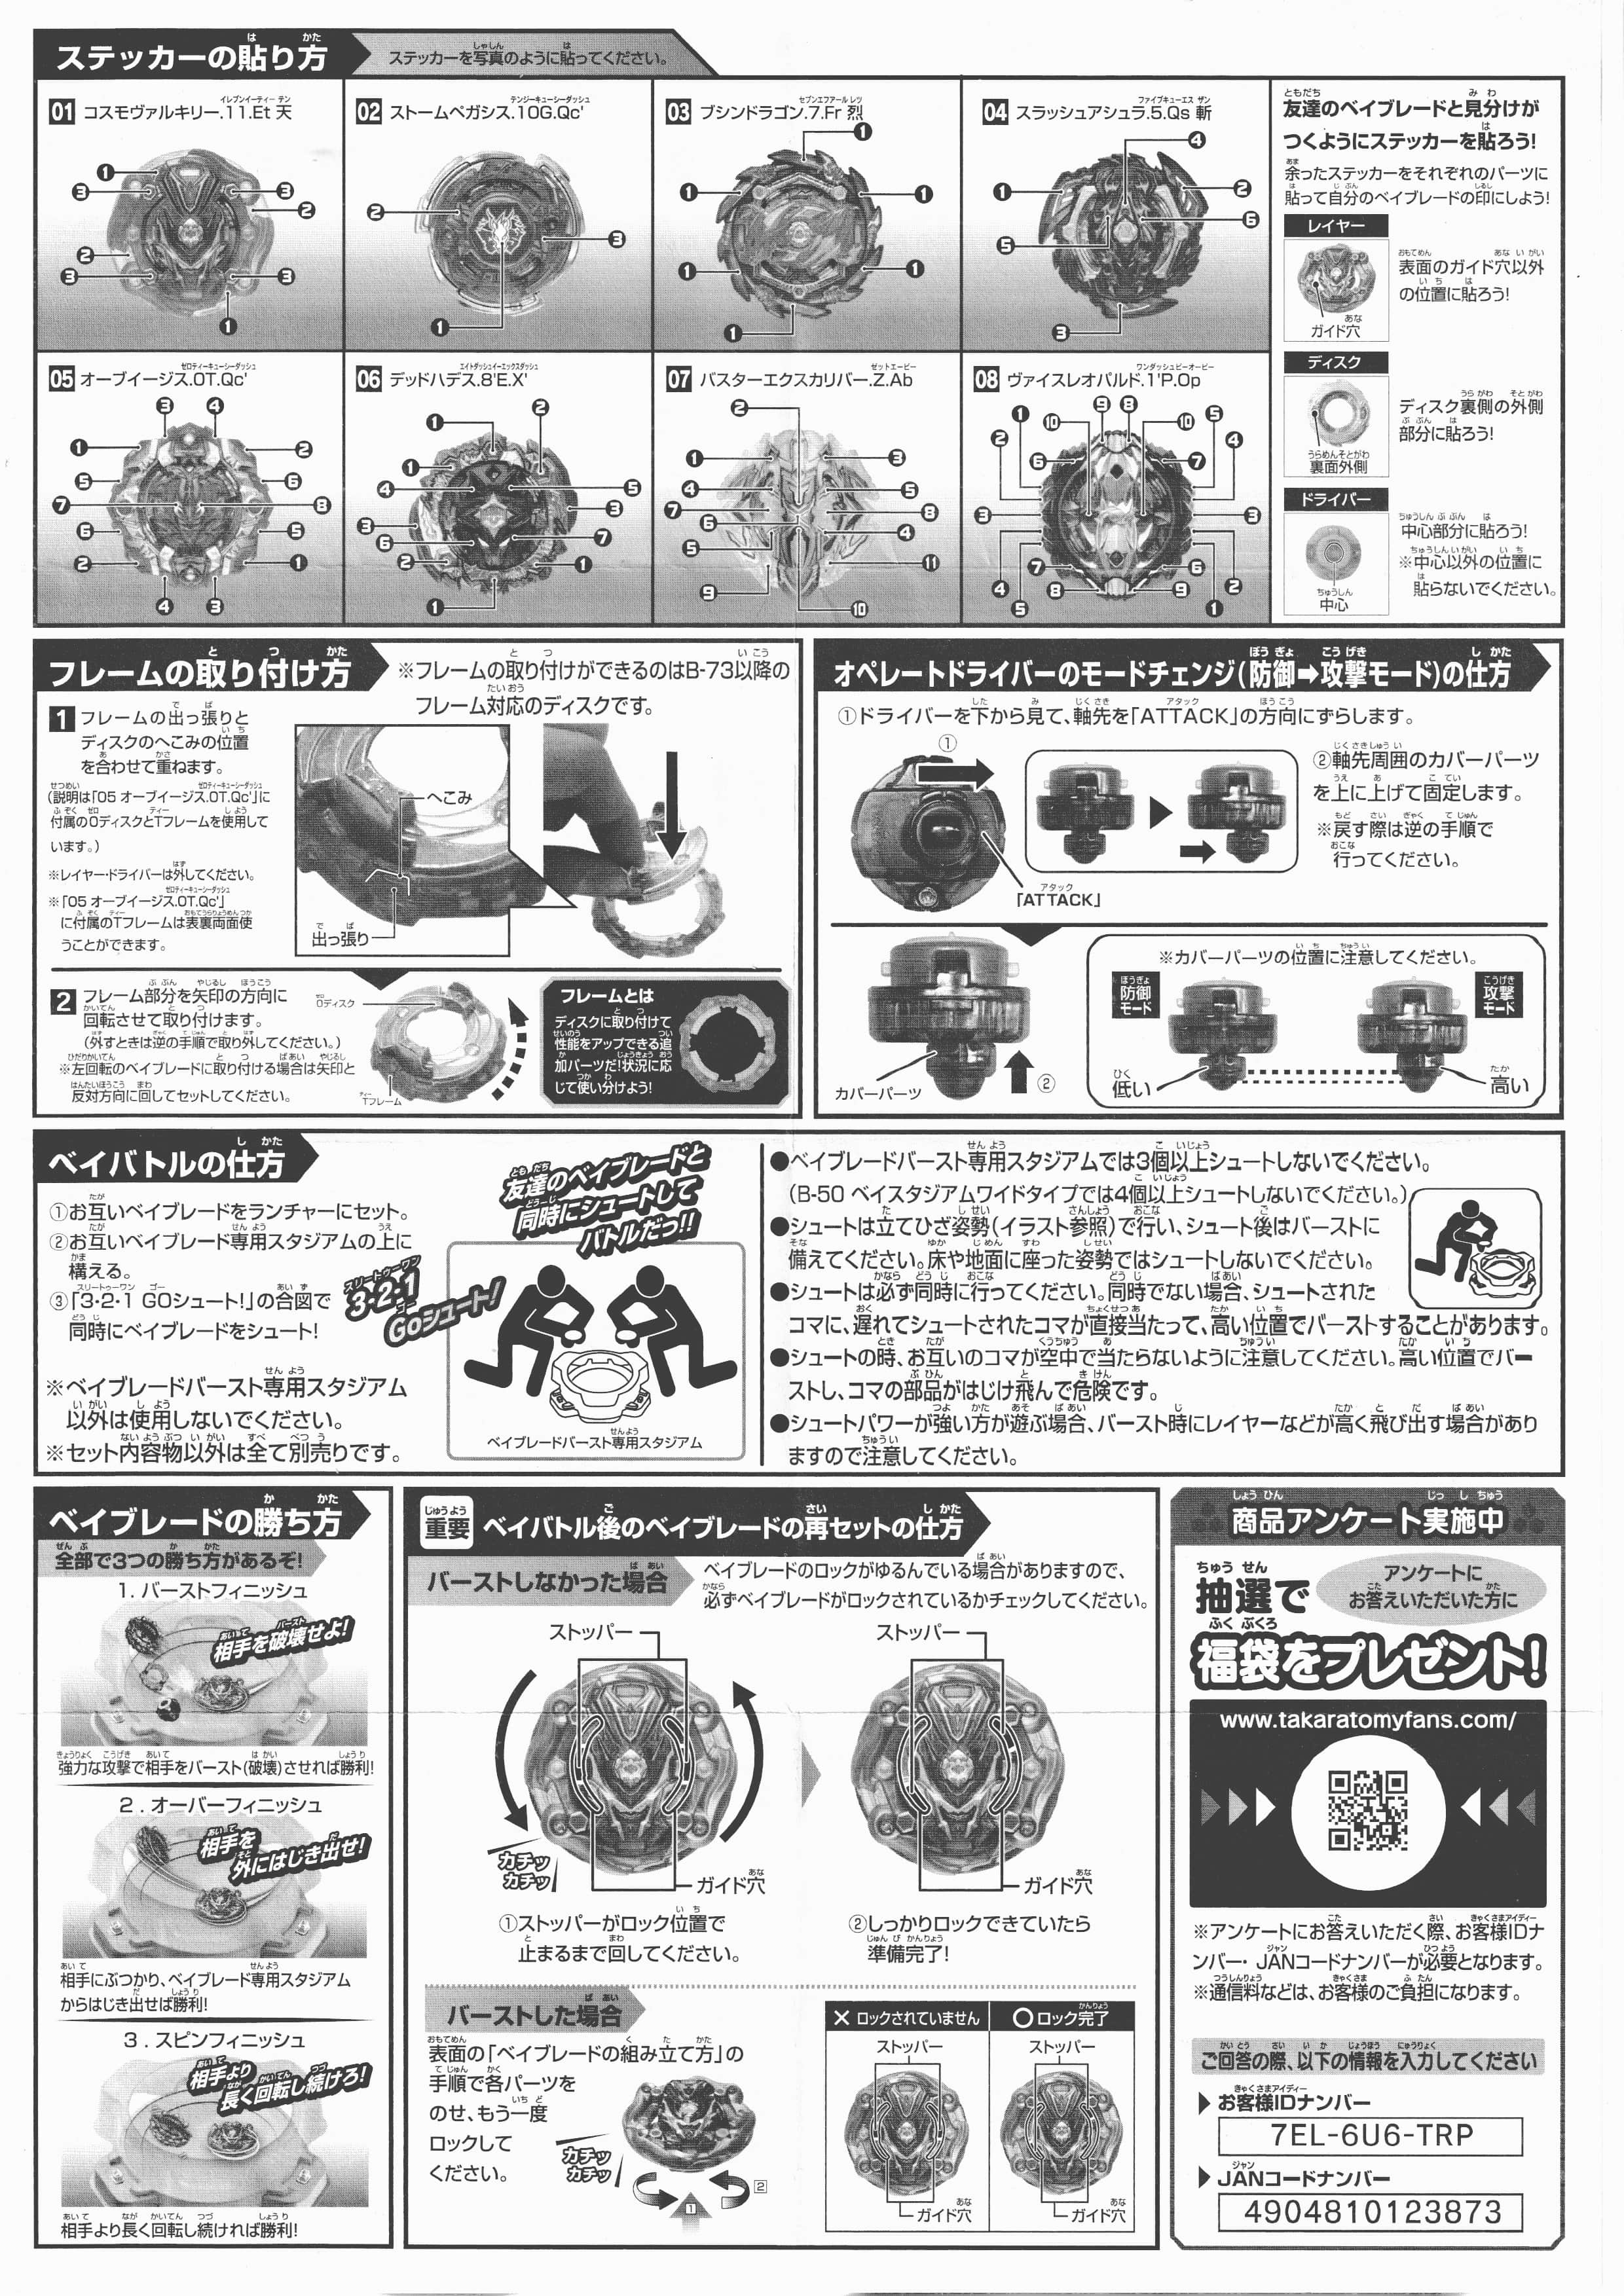 ステッカーの貼り方
ステッカーを写真のように貼ってください。
01 コスモヴァルキリー.11.Et 天
02 ストームペガシス.10G.Qc'
03 ブシンドラゴン.7.Fr 烈
04 スラッシュアシュラ.5.Qs 斬
05 オーブイージス.0T.Qc'
06 デッドハデス.8'E.X'
07 バスターエクスカリバー.Z.Ab
08 ヴァイスレオパルド.1'P.Op
友達のベイブレードと見分けが
つくようにステッカーを貼ろう!
余ったステッカーをそれぞれのパーツに
貼って自分のベイブレードの印にしよう!
レイヤー
表面のガイド穴以外
の位置に貼ろう!
ガイド穴
ディスク
ディスク裏側の外側
部分に貼ろう!
裏面外側
ドライバー
中心部分に貼ろう!
※中心以外の位置に
貼らないでください。
中心
フレームの取り付け方
※フレームの取り付けができるのはB-73以降の
フレーム対応のディスクです。
1 フレームの出っ張りと
ディスクのへこみの位置
を合わせて重ねます。
(説明は「05 オーブイージス.0T.Qc'」に
付属の0ディスクとTフレームを使用して
います。)
※レイヤー・ドライバーは外してください。
※「05 オーブイージス.0T.Qc'」
に付属のTフレームは表裏両面使
うことができます。
へこみ
出っ張り
2 フレーム部分を矢印の方向に
回転させて取り付けます。
(外すときは逆の手順で取り外してください。)
※左回転のベイブレードに取り付ける場合は矢印と
反対方向に回してセットしてください。
0ディスク
Tフレーム
フレームとは
ディスクに取り付けて
性能をアップできる追
加パーツだ!状況に応
じて使い分けよう!
オペレートドライバーのモードチェンジ(防御➡攻撃モード)の仕方
①ドライバーを下から見て、軸先を「ATTACK」の方向にずらします。
①
「ATTACK」
②軸先周囲のカバーパーツ
を上に上げて固定します。
※戻す際は逆の手順で
行ってください。
カバーパーツ
②
※カバーパーツの位置に注意してください。
防御
モード
攻撃
モード
低い
高い
ベイバトルの仕方
①お互いベイブレードをランチャーにセット。
②お互いベイブレード専用スタジアムの上に
構える。
③「3・2・1 GOシュート!」の合図で
同時にベイブレードをシュート!
※ベイブレードバースト専用スタジアム
以外は使用しないでください。
※セット内容物以外は全て別売りです。
友達のベイブレードと
同時にシュートして
バトルだっ!!
3・2・1
GOシュート!
ベイブレードバースト専用スタジアム
●ベイブレードバースト専用スタジアムでは3個以上シュートしないでください。
(B-50 ベイスタジアムワイドタイプでは4個以上シュートしないでください。)
●シュートは立てひざ姿勢(イラスト参照)で行い、シュート後はバーストに
備えてください。床や地面に座った姿勢ではシュートしないでください。
●シュートは必ず同時に行ってください。同時でない場合、シュートされた
コマに、遅れてシュートされたコマが直接当たって、高い位置でバーストすることがあります。
●シュートの時、お互いのコマが空中で当たらないように注意してください。高い位置でバー
ストし、コマの部品がはじけ飛んで危険です。
●シュートパワーが強い方が遊ぶ場合、バースト時にレイヤーなどが高く飛び出す場合があり
ますので注意してください。
ベイブレードの勝ち方
全部で3つの勝ち方があるぞ!
1.バーストフィニッシュ
相手を破壊せよ!
強力な攻撃で相手をバースト(破壊)させれば勝利!
2.オーバーフィニッシュ
相手を
外にはじき出せ!
相手にぶつかり、ベイブレード専用スタジアム
からはじき出せば勝利!
3.スピンフィニッシュ
相手より
長く回転し続けろ!
相手より長く回転し続ければ勝利!
重要 ベイバトル後のベイブレードの再セットの仕方
バーストしなかった場合
ベイブレードのロックがゆるんでいる場合がありますので、
必ずベイブレードがロックされているかチェックしてください。
ストッパー
ストッパー
カチッ
カチッ
ガイド穴
ガイド穴
①ストッパーがロック位置で
止まるまで回してください。
②しっかりロックできていたら
準備完了!
バーストした場合
表面の「ベイブレードの組み立て方」の
手順で各パーツを
のせ、もう一度
ロックして
ください。
カチッ
カチッ
1
2
× ロックされていません
○ロック完了
ストッパー
ストッパー
ガイド穴
ガイド穴
商品アンケート実施中
抽選で
アンケートに
お答えいただいた方に
福袋をプレゼント!
www.takaratomyfans.com/
※アンケートにお答えいただく際、お客様IDナ
ンバー・JANコードナンバーが必要となります。
※通信料などは、お客様のご負担になります。
ご回答の際、以下の情報を入力してください
お客様IDナンバー
7EL-6U6-TRP
JANコードナンバー
4904810123873